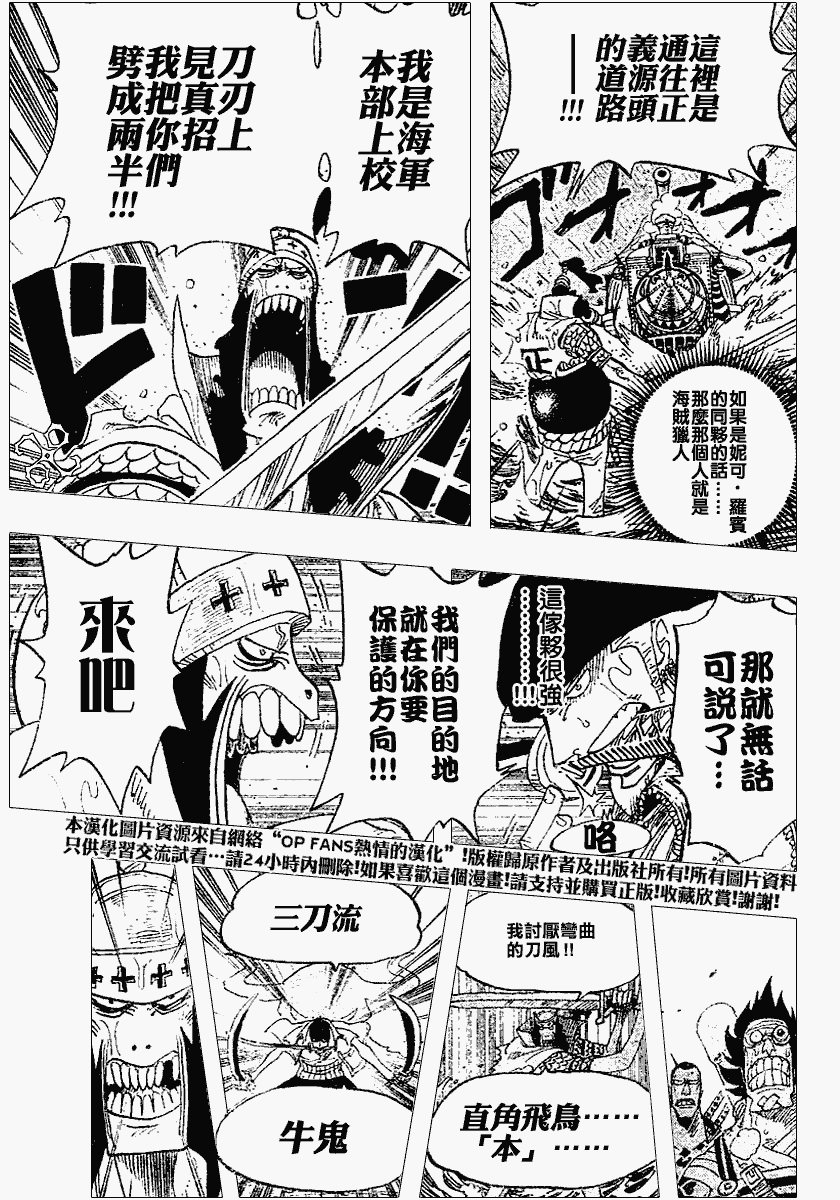 這裡是
通往正
義源頭
的道路
——!!!
ゴオオオ
正
如果是妮可·羅賓
的同夥的話……
那麼那個人就是
海賊獵人
我是海軍
本部上校
刀刃上
見真招
我把你們
劈成兩半
!!!
ドン
那就無話
可說了…
這傢夥很強
…………!!!
咯
我們的目的地
就在你要
保護的方向!!!
來吧
本漢化圖片資源來自網絡“OP FANS熱情的漢化”!版權歸原作者及出版社所有!所有圖片資料
只供學習交流試看…請24小時內刪除!如果喜歡這個漫畫!請支持並購買正版!收藏欣賞!謝謝!
我討厭彎曲
的刀風!!
直角飛鳥……
「本」……
三刀流
牛鬼